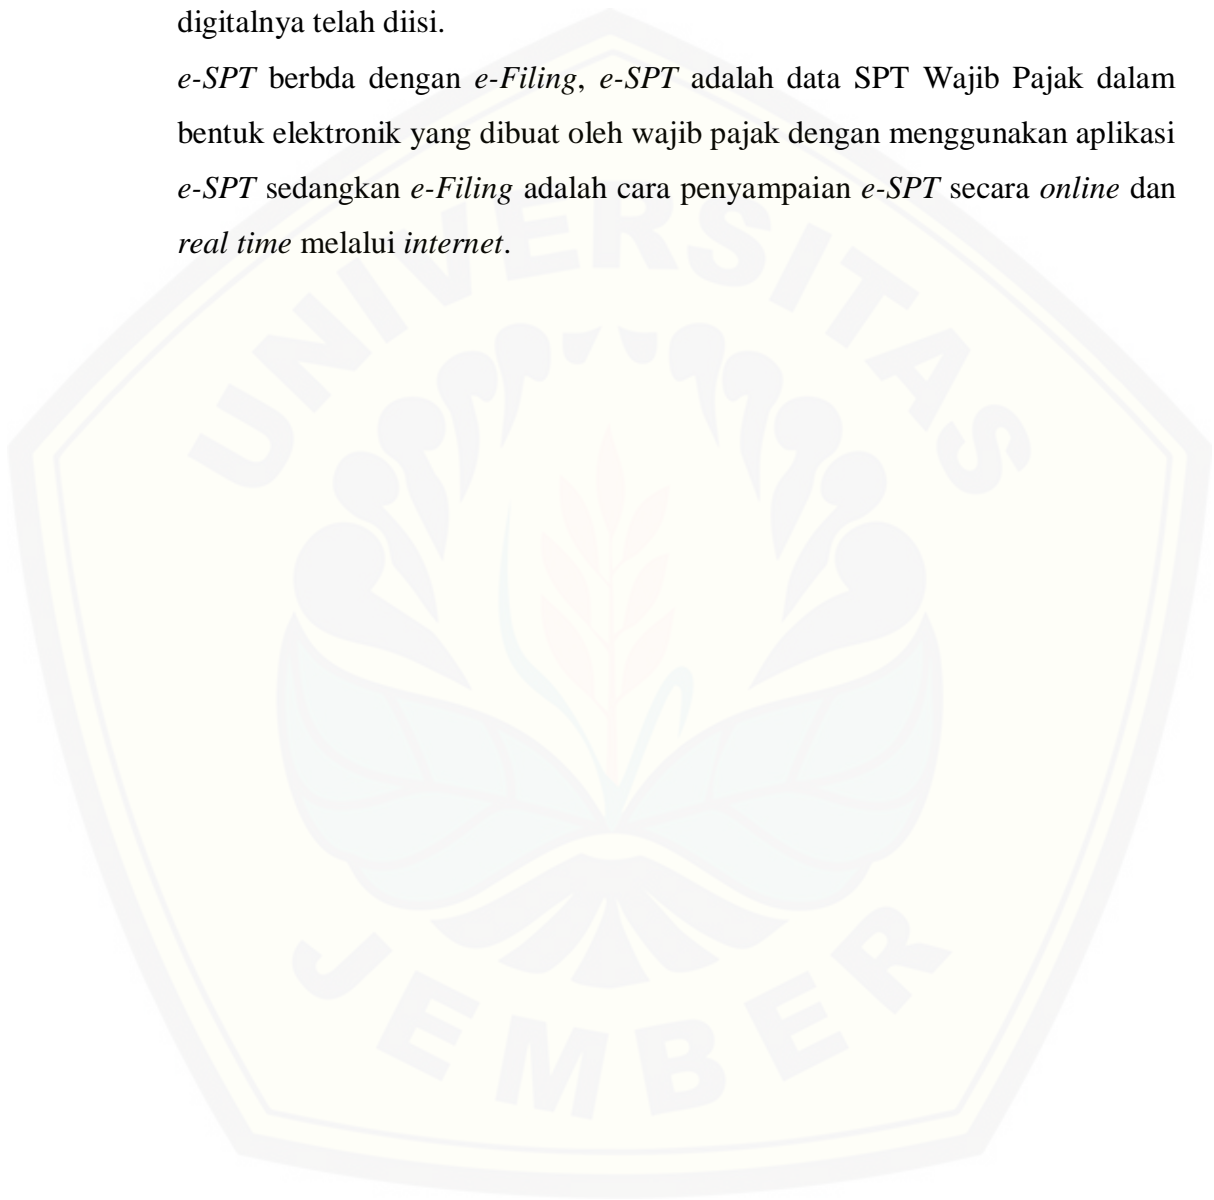 digitalnya telah diisi.
e-SPT berbda dengan e-Filing, e-SPT adalah data SPT Wajib Pajak dalam
bentuk elektronik yang dibuat oleh wajib pajak dengan menggunakan aplikasi
e-SPT sedangkan e-Filing adalah cara penyampaian e-SPT secara online dan
real time melalui internet.
UNIVERSITAS
JEMBER